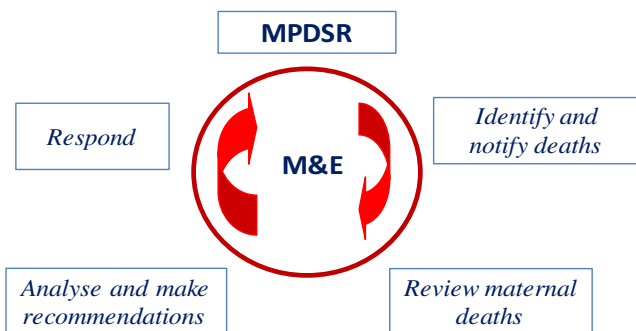 MPDSR
Respond
Identify and
notify deaths
M&E
Analyse and make
recommendations
Review maternal
deaths